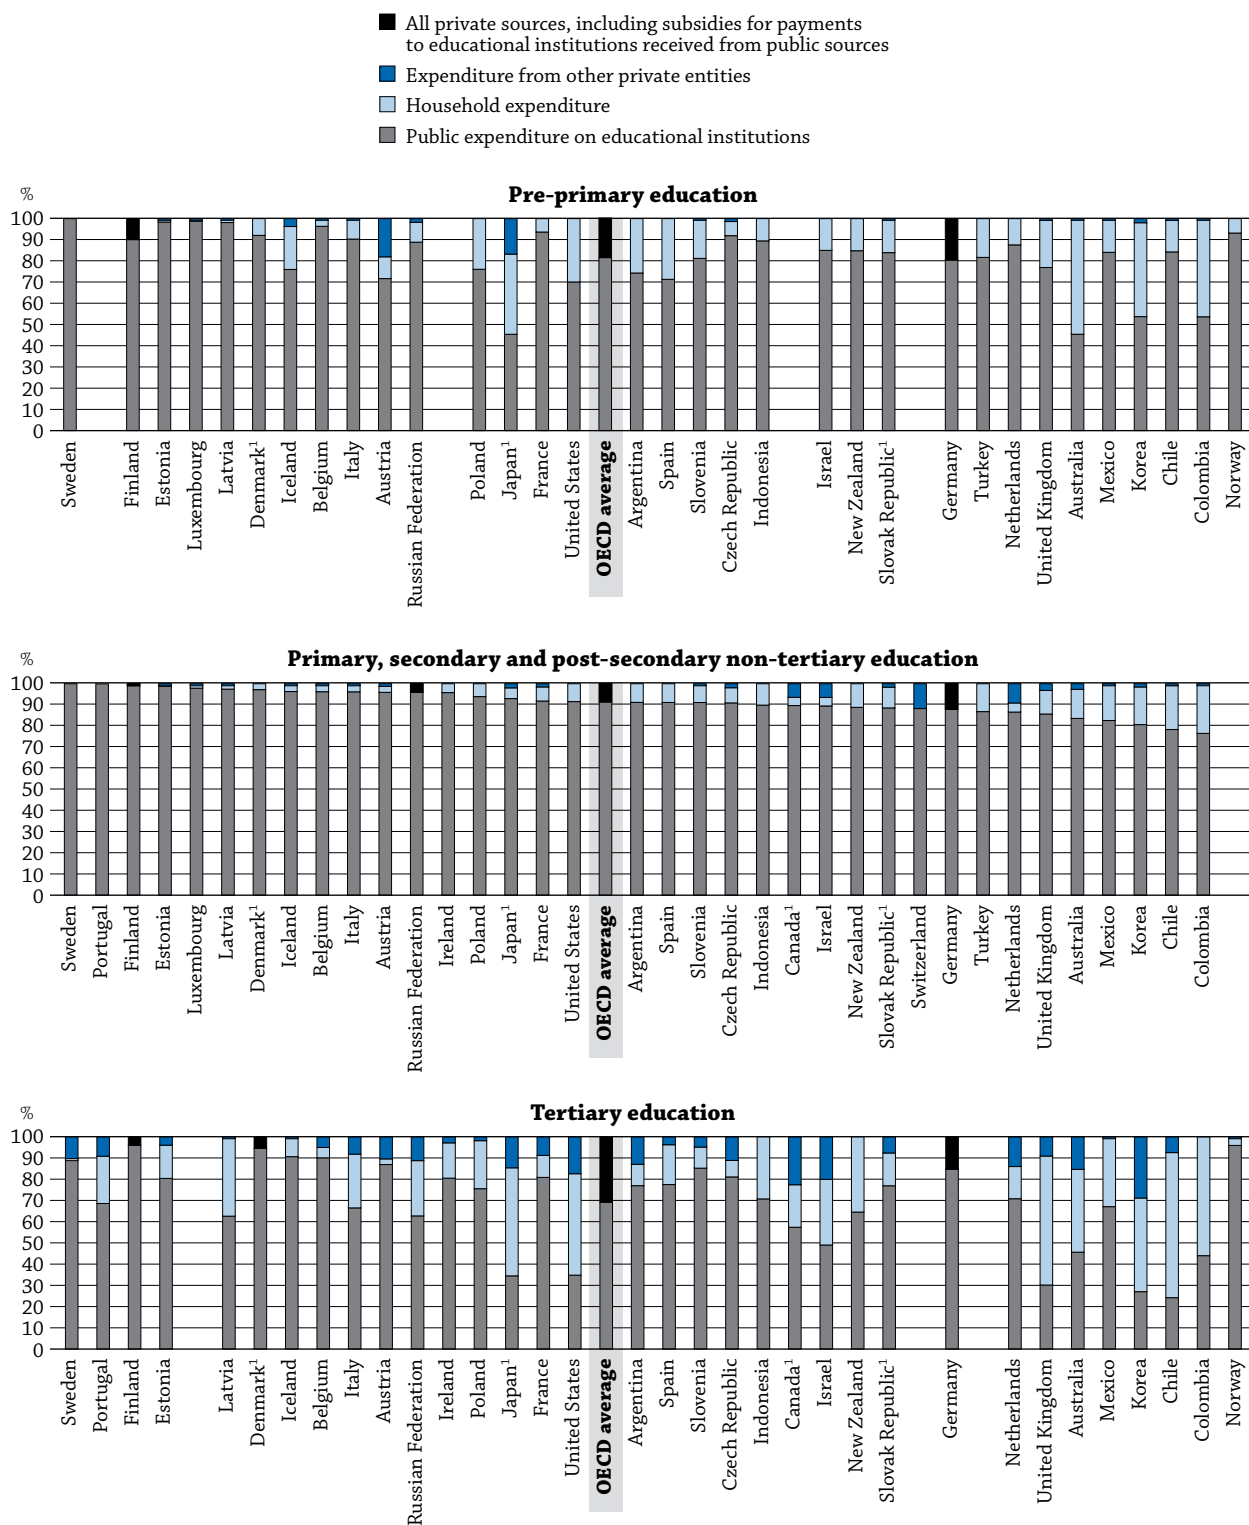 All private sources, including subsidies for payments
to educational institutions received from public sources
Expenditure from other private entities
Household expenditure
Public expenditure on educational institutions
%
Pre-primary education
100
90
80
70
60
50
40
30
20
10
0
Sweden
Finland
Estonia
Luxembourg
Latvia
Denmark¹
Iceland
Belgium
Italy
Austria
Russian Federation
Poland
Japan¹
France
United States
OECD average
Argentina
Spain
Slovenia
Czech Republic
Indonesia
Israel
New Zealand
Slovak Republic¹
Germany
Turkey
Netherlands
United Kingdom
Australia
Mexico
Korea
Chile
Colombia
Norway
%
Primary, secondary and post-secondary non-tertiary education
100
90
80
70
60
50
40
30
20
10
0
Sweden
Portugal
Finland
Estonia
Luxembourg
Latvia
Denmark¹
Iceland
Belgium
Italy
Austria
Russian Federation
Ireland
Poland
Japan¹
France
United States
OECD average
Argentina
Spain
Slovenia
Czech Republic
Indonesia
Canada¹
Israel
New Zealand
Slovak Republic¹
Switzerland
Germany
Turkey
Netherlands
United Kingdom
Australia
Mexico
Korea
Chile
Colombia
%
Tertiary education
100
90
80
70
60
50
40
30
20
10
0
Sweden
Portugal
Finland
Estonia
Latvia
Denmark¹
Iceland
Belgium
Italy
Austria
Russian Federation
Ireland
Poland
Japan¹
France
United States
OECD average
Argentina
Spain
Slovenia
Czech Republic
Indonesia
Canada¹
Israel
New Zealand
Slovak Republic¹
Germany
Netherlands
United Kingdom
Australia
Mexico
Korea
Chile
Colombia
Norway